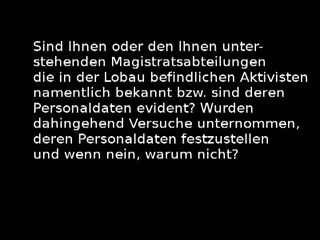 Sind Ihnen oder den Ihnen unter-
stehenden Magistratsabteilungen
die in der Lobau befindlichen Aktivisten
namentlich bekannt bzw. sind deren
Personaldaten evident? Wurden
dahingehend Versuche unternommen,
deren Personaldaten festzustellen
und wenn nein, warum nicht?